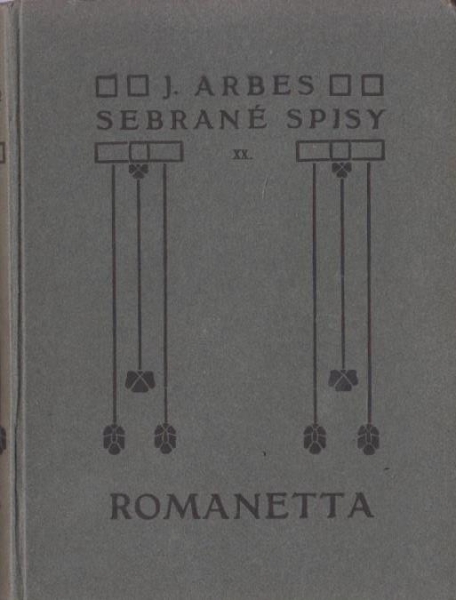 J. ARBES
SEBRANÉ SPISY
XX.
ROMANETTA